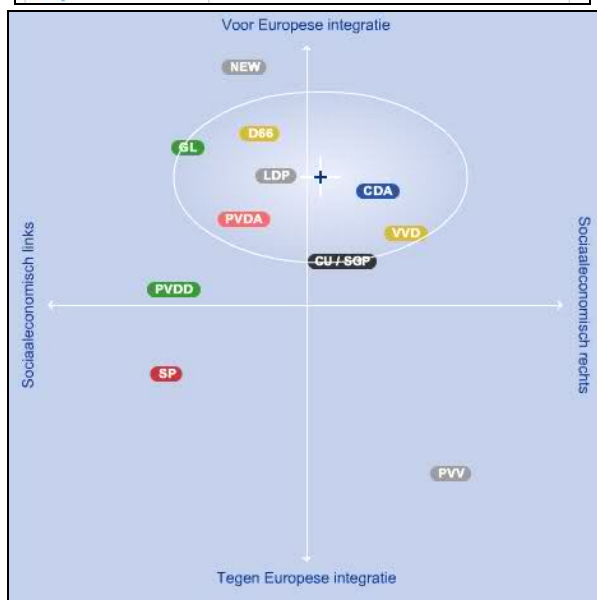 Voor Europese integratie
NEW
D66
GL
LDP
CDA
PVDA
VVD
CU / SGP
Sociaaleconomisch links
Sociaaleconomisch rechts
PVDD
SP
PVV
Tegen Europese integratie